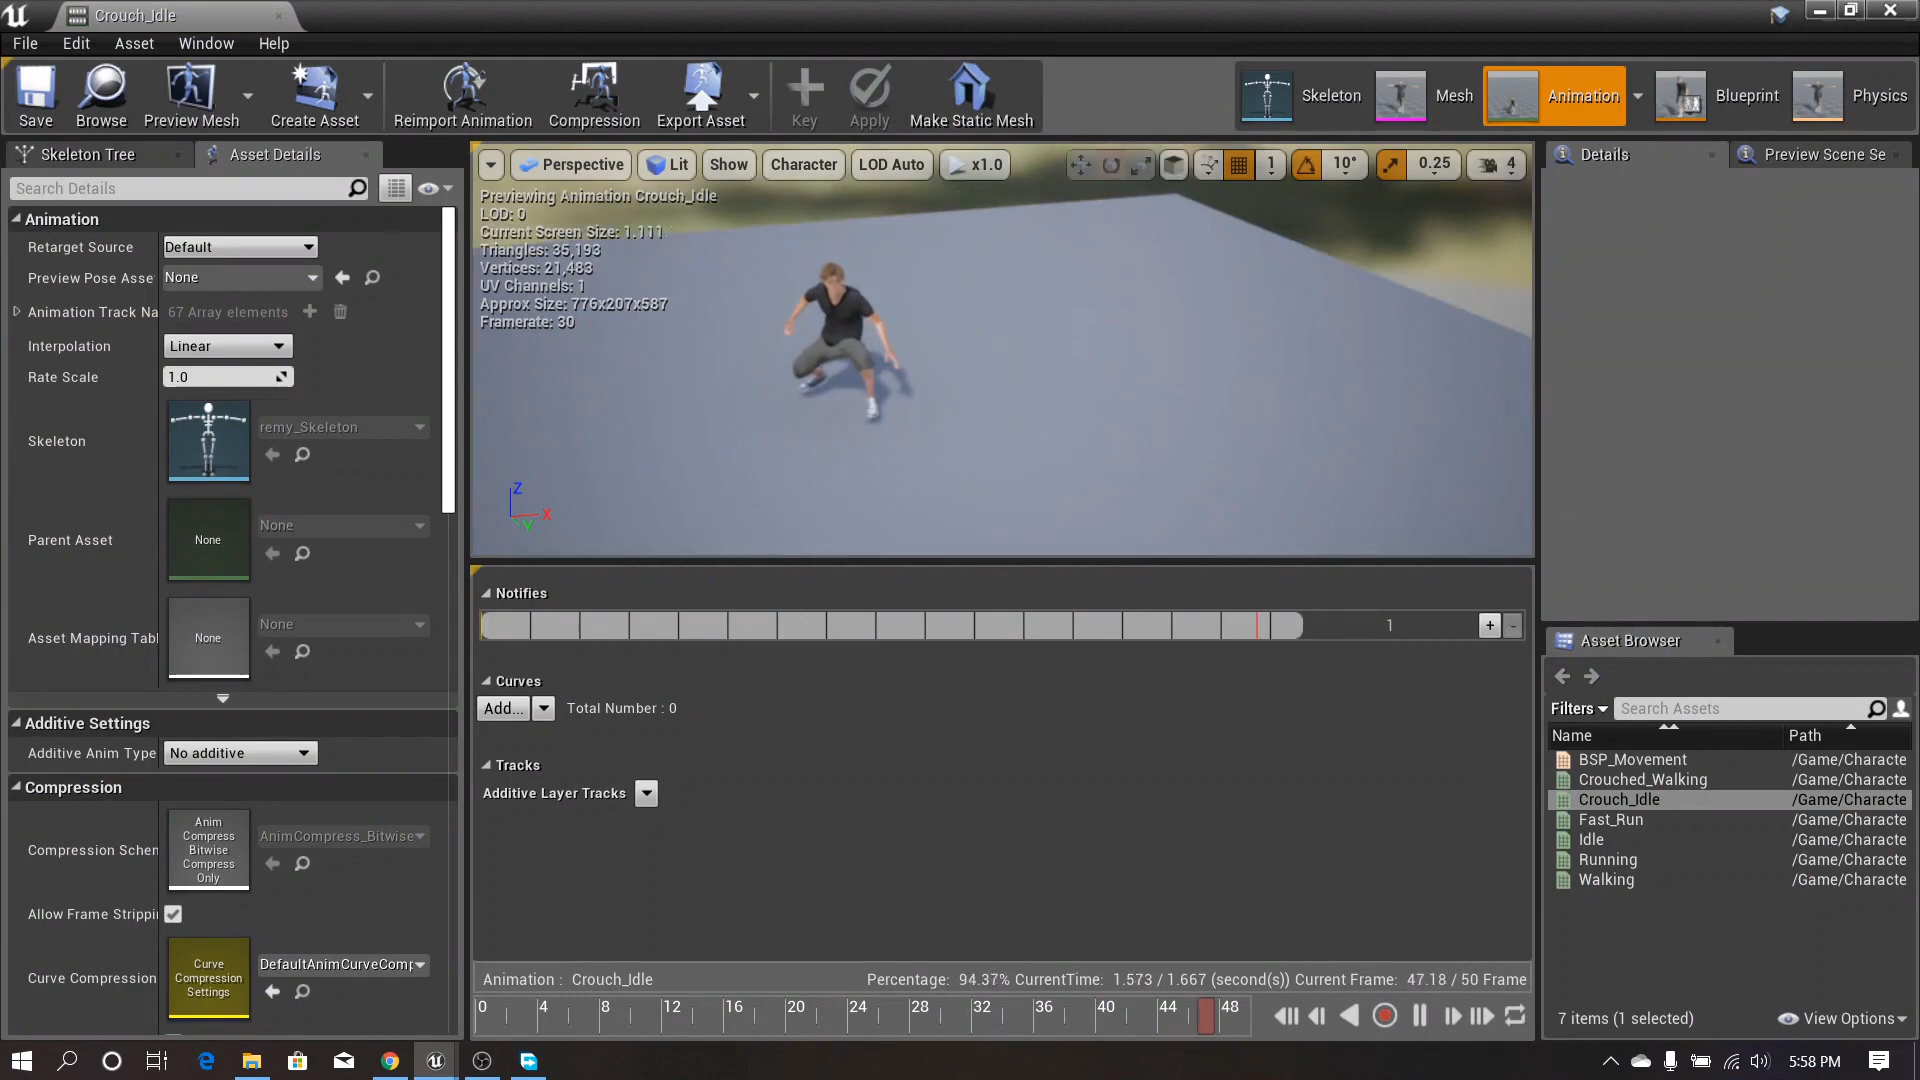 Crouch_Idle
File Edit Asset Window Help
Save Browse Preview Mesh Create Asset Reimport Animation Compression Export Asset Key Apply Make Static Mesh Skeleton Mesh Animation Blueprint Physics
Skeleton Tree Asset Details
Search Details
Animation
Retarget Source Default
Preview Pose Asse None
Animation Track Na 67 Array elements
Interpolation Linear
Rate Scale 1.0
Skeleton remy_Skeleton
Parent Asset None None
Asset Mapping Tabl None None
Additive Settings
Additive Anim Type No additive
Compression
Compression Schem Anim Compress Bitwise Compress Only AnimCompress_Bitwise
Allow Frame Strippi
Curve Compression Curve Compression Settings DefaultAnimCurveComp
Perspective Lit Show Character LOD Auto x1.0 1 10° 0.25 4
Previewing Animation Crouch_Idle
LOD: 0
Current Screen Size: 1.111
Triangles: 35,193
Vertices: 21,483
UV Channels: 1
Approx Size: 776x207x587
Framerate: 30
Z
X
Y
Notifies
1 + -
Curves
Add... Total Number : 0
Tracks
Additive Layer Tracks
Animation : Crouch_Idle Percentage: 94.37% CurrentTime: 1.573 / 1.667 (second(s)) Current Frame: 47.18 / 50 Frame
0 4 8 12 16 20 24 28 32 36 40 44 48
Details Preview Scene Se
Asset Browser
Filters Search Assets
Name Path
BSP_Movement /Game/Characte
Crouched_Walking /Game/Characte
Crouch_Idle /Game/Characte
Fast_Run /Game/Characte
Idle /Game/Characte
Running /Game/Characte
Walking /Game/Characte
7 items (1 selected) View Options
5:58 PM